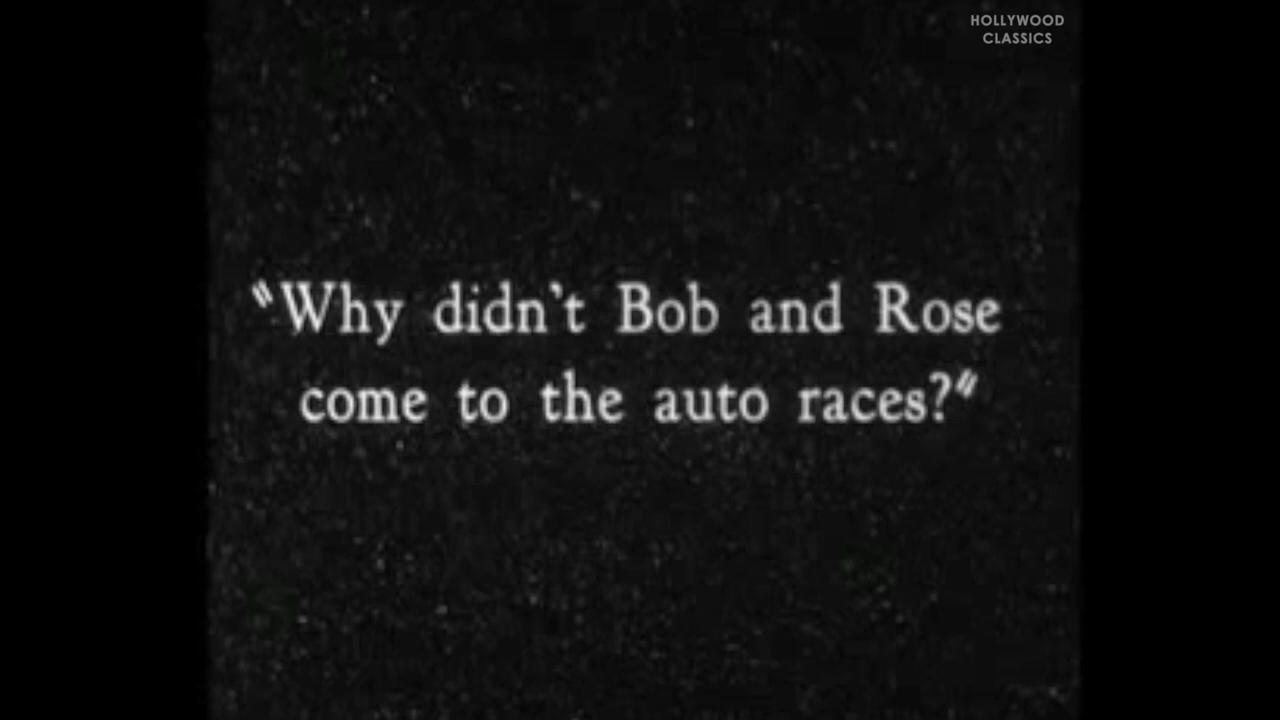 HOLLYWOOD
CLASSICS
"Why didn't Bob and Rose
come to the auto races?"